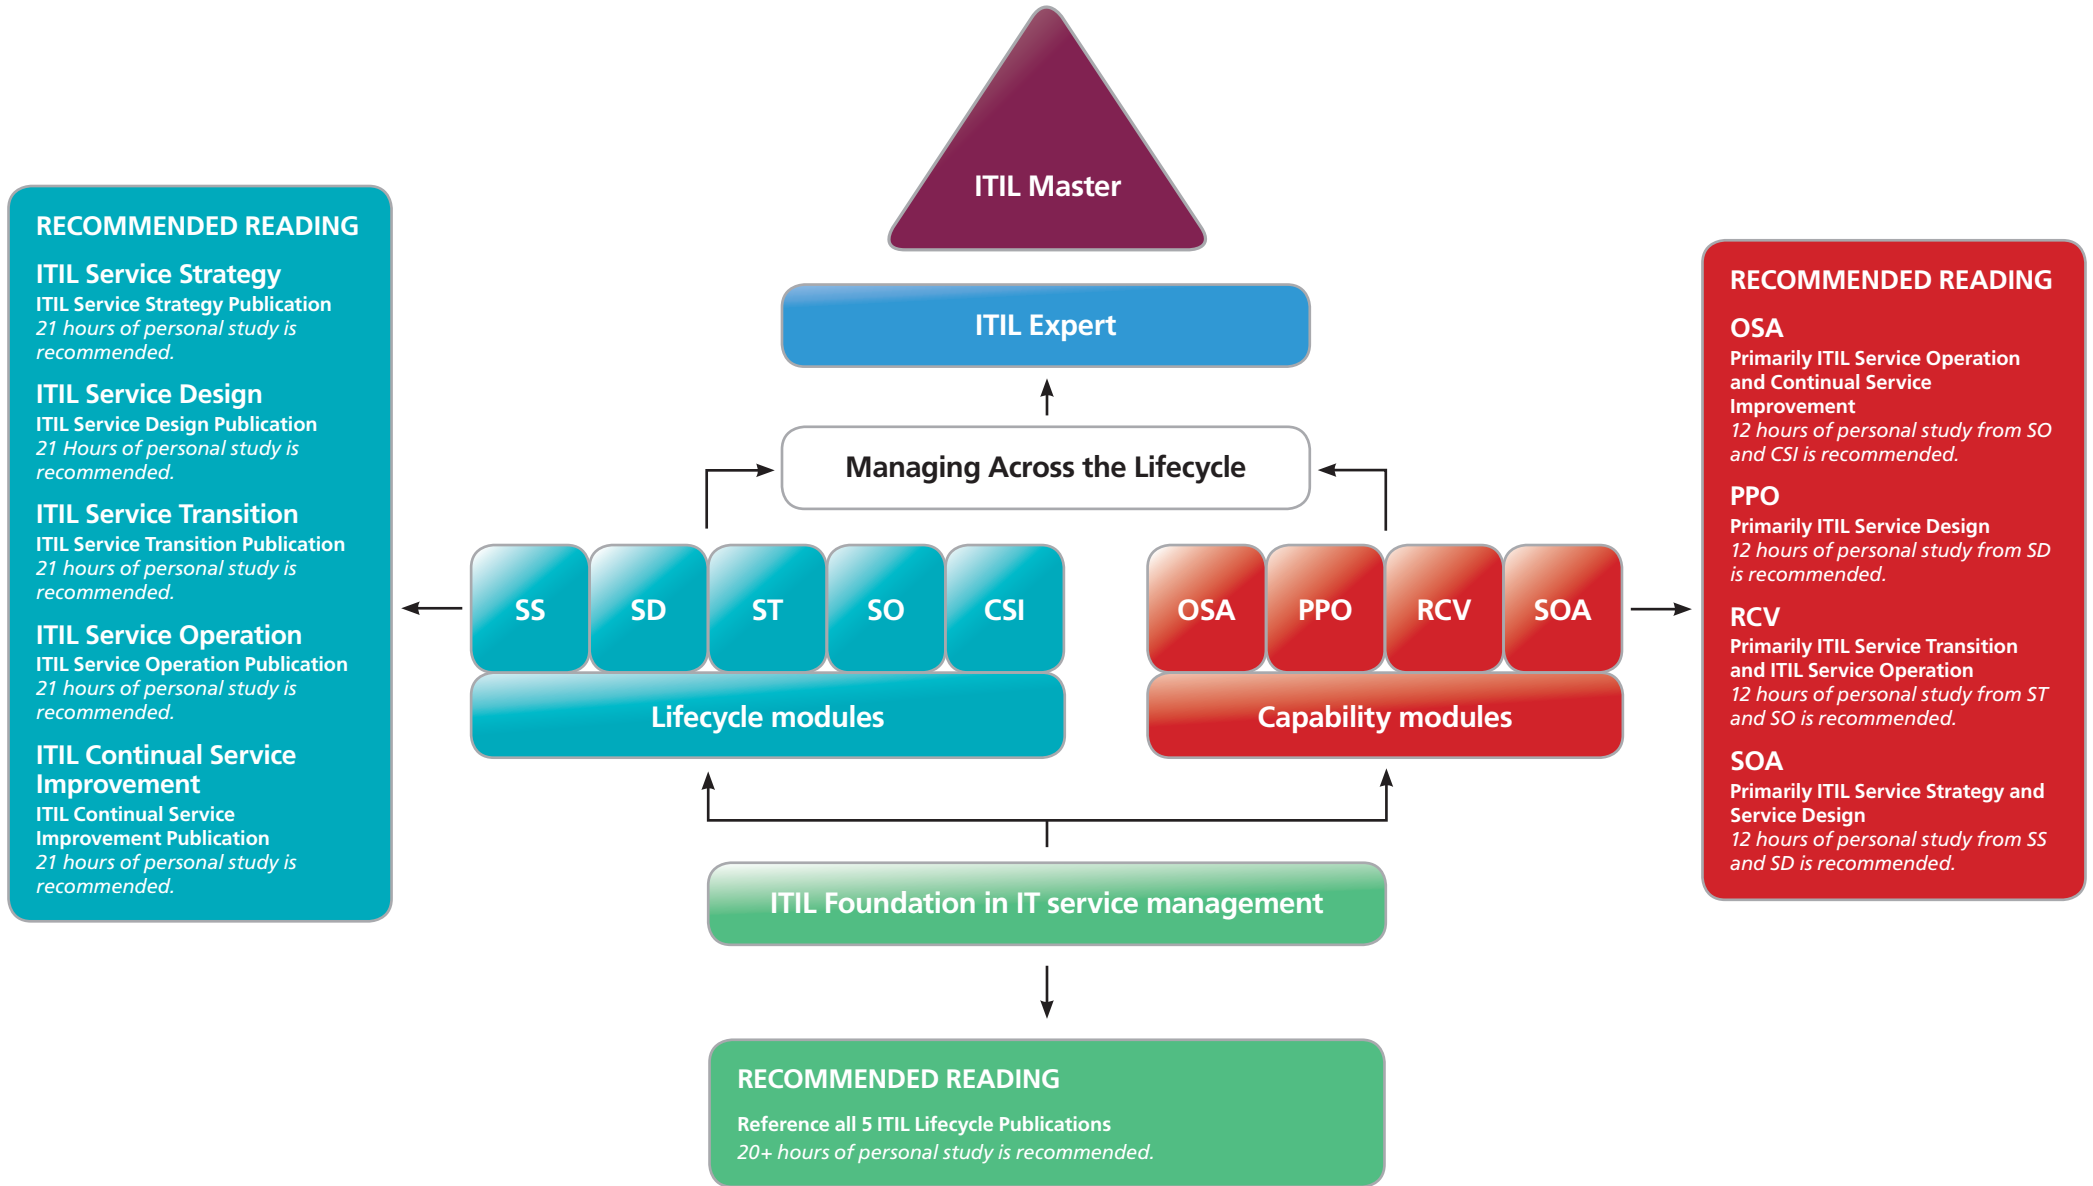 ITIL Master
ITIL Expert
Managing Across the Lifecycle
SS
SD
ST
SO
CSI
Lifecycle modules
OSA
PPO
RCV
SOA
Capability modules
ITIL Foundation in IT service management
RECOMMENDED READING
Reference all 5 ITIL Lifecycle Publications
20+ hours of personal study is recommended.
RECOMMENDED READING
ITIL Service Strategy
ITIL Service Strategy Publication
21 hours of personal study is
recommended.
ITIL Service Design
ITIL Service Design Publication
21 Hours of personal study is
recommended.
ITIL Service Transition
ITIL Service Transition Publication
21 hours of personal study is
recommended.
ITIL Service Operation
ITIL Service Operation Publication
21 hours of personal study is
recommended.
ITIL Continual Service
Improvement
ITIL Continual Service
Improvement Publication
21 hours of personal study is
recommended.
RECOMMENDED READING
OSA
Primarily ITIL Service Operation
and Continual Service
Improvement
12 hours of personal study from SO
and CSI is recommended.
PPO
Primarily ITIL Service Design
12 hours of personal study from SD
is recommended.
RCV
Primarily ITIL Service Transition
and ITIL Service Operation
12 hours of personal study from ST
and SO is recommended.
SOA
Primarily ITIL Service Strategy and
Service Design
12 hours of personal study from SS
and SD is recommended.